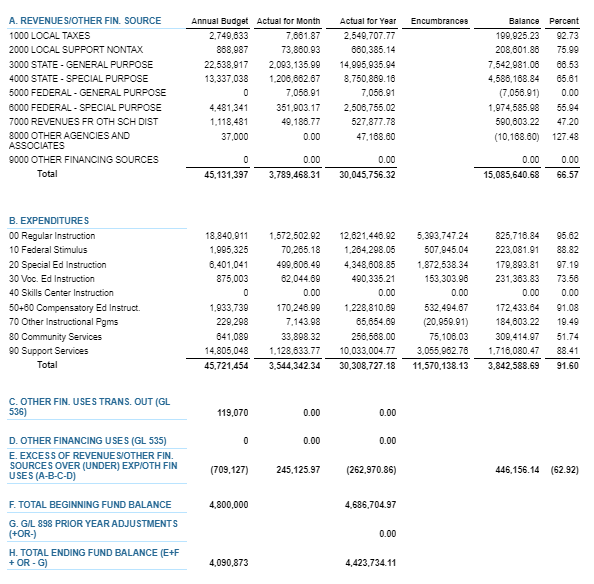 A. REVENUES/OTHER FIN. SOURCE Annual Budget Actual for Month Actual for Year Encumbrances Balance Percent
1000 LOCAL TAXES 2,749,633 7,661.87 2,549,707.77 199,925.23 92.73
2000 LOCAL SUPPORT NONTAX 868,987 73,860.93 660,385.14 208,601.86 75.99
3000 STATE - GENERAL PURPOSE 22,538,917 2,093,135.99 14,995,935.94 7,542,981.06 66.53
4000 STATE - SPECIAL PURPOSE 13,337,038 1,206,662.67 8,750,869.16 4,586,168.84 65.61
5000 FEDERAL - GENERAL PURPOSE 0 7,056.91 7,056.91 (7,056.91) 0.00
6000 FEDERAL - SPECIAL PURPOSE 4,481,341 351,903.17 2,506,755.02 1,974,585.98 55.94
7000 REVENUES FR OTH SCH DIST 1,118,481 49,186.77 527,877.78 590,603.22 47.20
8000 OTHER AGENCIES AND 37,000 0.00 47,168.60 (10,168.60) 127.48
ASSOCIATES
9000 OTHER FINANCING SOURCES 0 0.00 0.00 0.00 0.00
Total 45,131,397 3,789,468.31 30,045,756.32 15,085,640.68 66.57
B. EXPENDITURES
00 Regular Instruction 18,840,911 1,572,502.92 12,621,446.92 5,393,747.24 825,716.84 95.62
10 Federal Stimulus 1,995,325 70,265.18 1,264,298.05 507,945.04 223,081.91 88.82
20 Special Ed Instruction 6,401,041 499,606.49 4,348,608.85 1,872,538.34 179,893.81 97.19
30 Voc. Ed Instruction 875,003 62,044.69 490,335.21 153,303.96 231,363.83 73.56
40 Skills Center Instruction 0 0.00 0.00 0.00 0.00 0.00
50+60 Compensatory Ed Instruct. 1,933,739 170,246.99 1,228,810.69 532,494.67 172,433.64 91.08
70 Other Instructional Pgms 229,298 7,143.98 65,654.69 (20,959.91) 184,603.22 19.49
80 Community Services 641,089 33,898.32 256,568.00 75,106.03 309,414.97 51.74
90 Support Services 14,805,048 1,128,633.77 10,033,004.77 3,055,962.76 1,716,080.47 88.41
Total 45,721,454 3,544,342.34 30,308,727.18 11,570,138.13 3,842,588.69 91.60
C. OTHER FIN. USES TRANS. OUT (GL
536) 119,070 0.00 0.00
D. OTHER FINANCING USES (GL 535) 0 0.00 0.00
E. EXCESS OF REVENUES/OTHER FIN.
SOURCES OVER (UNDER) EXP/OTH FIN (709,127) 245,125.97 (262,970.86) 446,156.14 (62.92)
USES (A-B-C-D)
F. TOTAL BEGINNING FUND BALANCE 4,800,000 4,686,704.97
G. G/L 898 PRIOR YEAR ADJUSTMENTS
(+OR-) 0.00
H. TOTAL ENDING FUND BALANCE (E+F
+ OR - G) 4,090,873 4,423,734.11